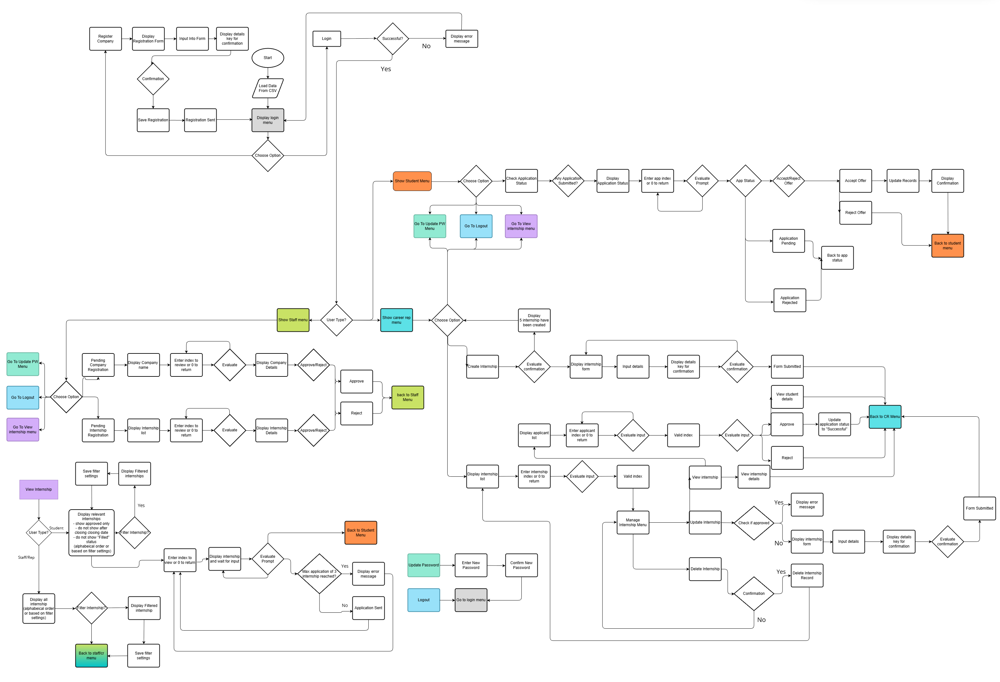 Register
Company
Display
Registration Form
Input Into Form
Display details
key for
confirmation
Start
Confirmation
Load Data
From CSV
Save Registration
Registration Sent
Display login
menu
Choose Option
Login
Successful?
No
Display error
message
Yes
Show Student Menu
Choose Option
Check Application
Status
Any Application
Submitted?
Display
Application Status
Enter app index
or 0 to return
Evaluate
Prompt
App Status
Accept/Reject
Offer
Accept Offer
Update Records
Display
Confirmation
Reject Offer
Go To Update PW
Menu
Go To Logout
Go To View
internship menu
Application
Pending
Back to app
status
Back to student
menu
Application
Rejected
Show Staff menu
User Type?
Show career rep
menu
Choose Option
Display
5 internship have
been created
Go To Update PW
Menu
Go To Logout
Go To View
internship menu
Choose Option
Pending
Company
Registration
Display Company
name
Enter index to
review or 0 to
return
Evaluate
Display Company
Details
Approve/Reject
Approve
Reject
back to Staff
Menu
Pending
Internship
Registration
Display Internship
list
Enter index to
review or 0 to
return
Evaluate
Display Internship
Details
Approve/Reject
Create Internship
Evaluate
confirmation
Display internship
form
Input details
Display details
key for
confirmation
Evaluate
confirmation
Form Submitted
View student
details
Back to CR Menu
Display applicant
list
Enter applicant
index or 0 to
return
Evaluate input
Valid index
Evaluate input
Approve
Update
application status
to "Successful"
Reject
Display internship
list
Enter internship
index or 0 to
return
Evaluate input
Valid index
View internship
View internship
details
Manage
Internship Menu
Update Internship
Check if approved
Yes
Display error
message
No
Display internship
form
Input details
Display details
key for
confirmation
Evaluate
confirmation
Form Submitted
Delete Internship
Confirmation
Yes
Delete Internship
Record
No
View Internship
User Type?
Student
Staff/Rep
Save filter
settings
Display Filtered
internships
Yes
Display relevant
internships
- show approved only
- do not show after
closing closing date
- do not show "Filled"
status
(alphabeical order or
based on filter settings)
Filter Internship?
Enter index to
view or 0 to return
Display internship
and wait for input
Evaluate
Prompt
Back to Student
Menu
Max application of 3
internship reached?
Yes
Display error
message
No
Application Sent
Display all
internship
(alphabeical order
or based on filter
settings)
Filter Internship?
Display Filtered
internship
Back to staff/cr
menu
Save filter
settings
Update Password
Enter New
Password
Confirm New
Password
Logout
Go to login menu